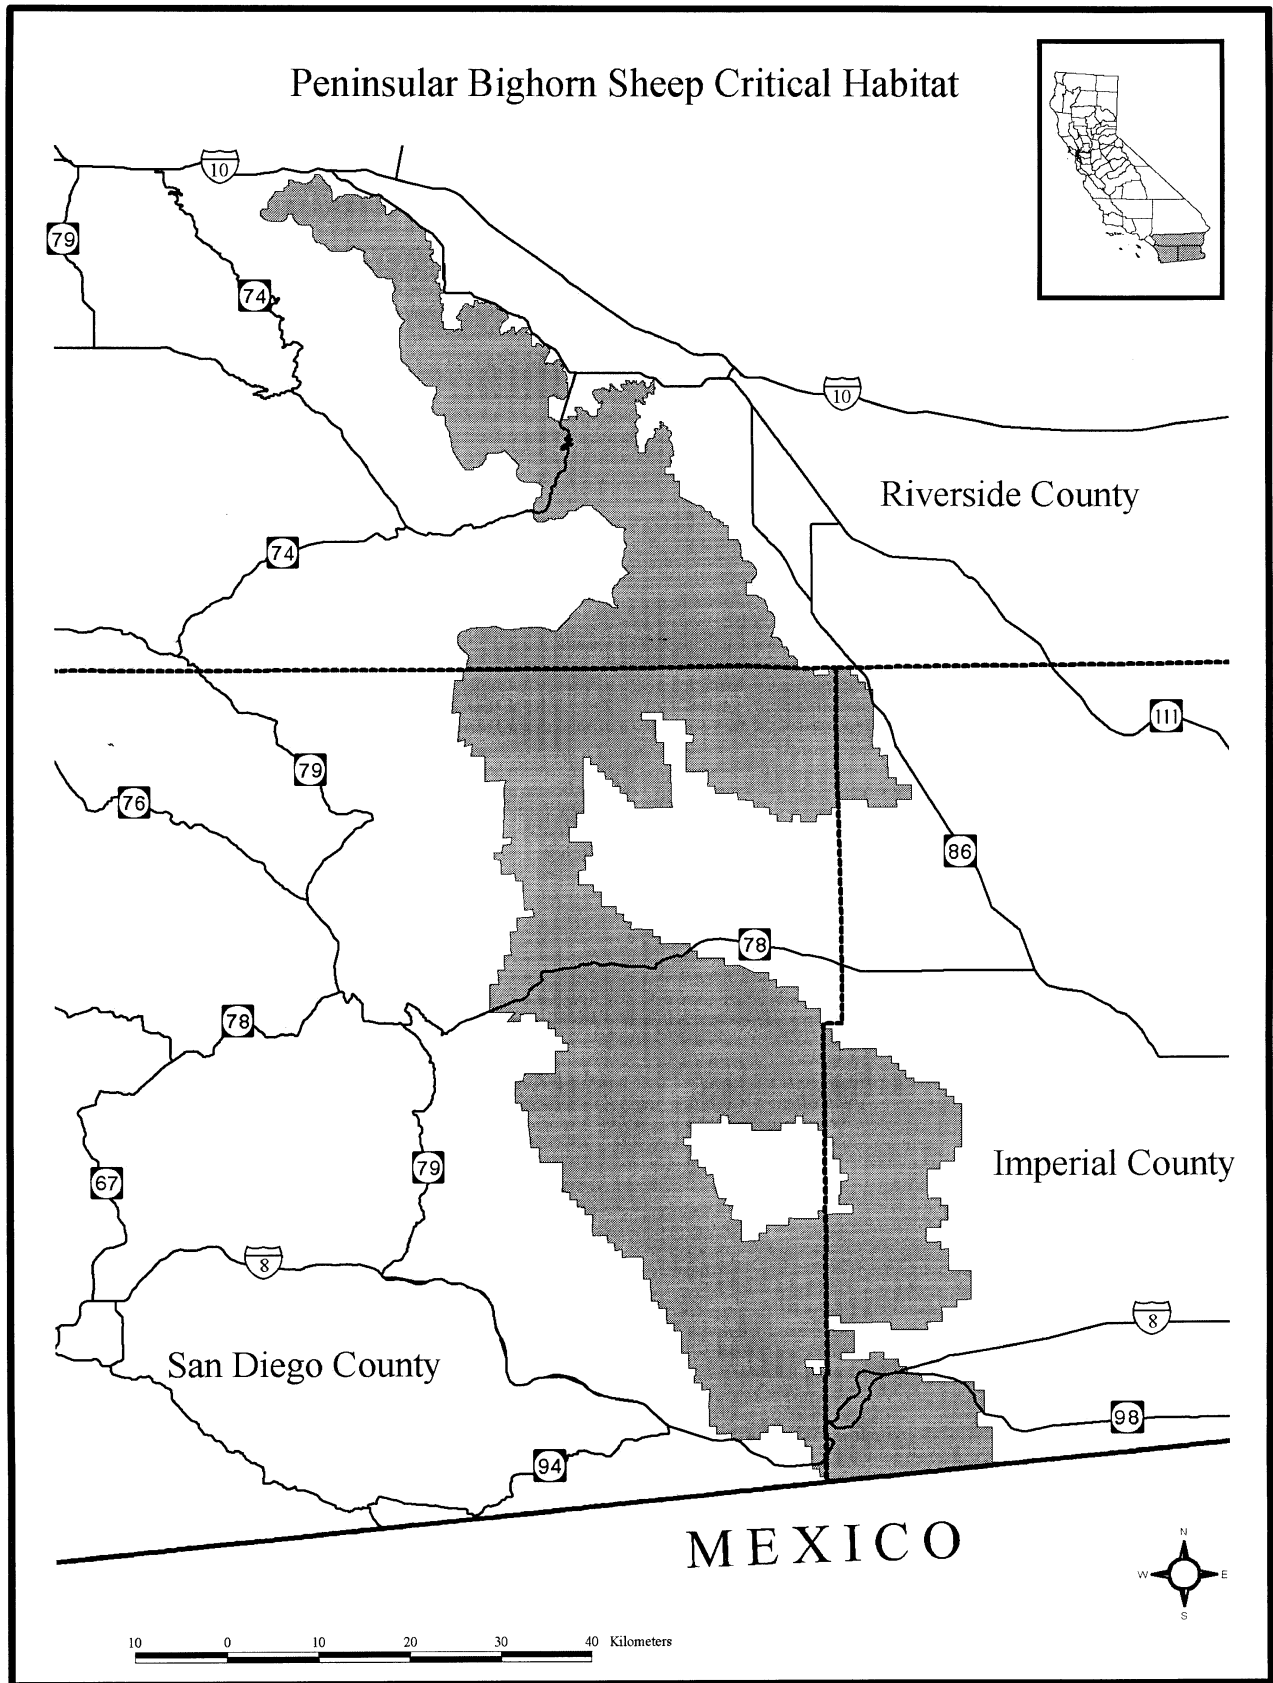 Peninsular Bighorn Sheep Critical Habitat
10
79
74
10
Riverside County
74
111
79
76
86
78
78
Imperial County
79
67
8
8
San Diego County
98
94
MEXICO
N
W
E
S
10 0 10 20 30 40 Kilometers